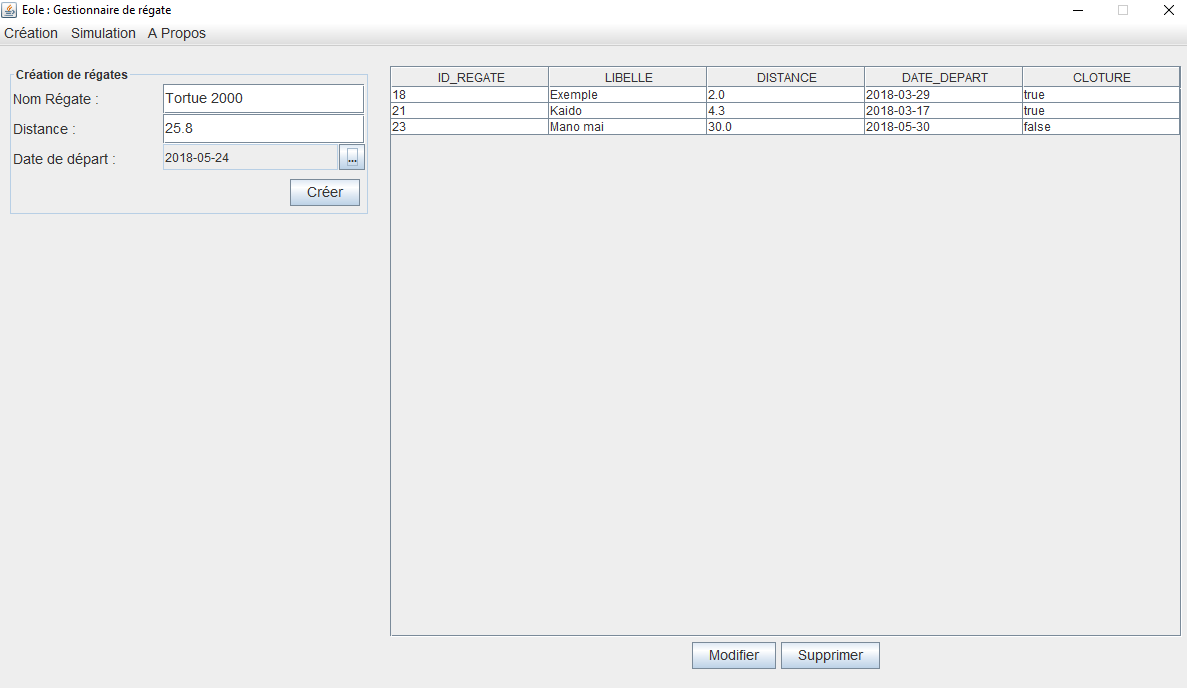 Eole : Gestionnaire de régate
Création Simulation A Propos
Création de régates
Nom Régate : Tortue 2000
Distance : 25.8
Date de départ : 2018-05-24 ...
Créer
ID_REGATE LIBELLE DISTANCE DATE_DEPART CLOTURE
18 Exemple 2.0 2018-03-29 true
21 Kaido 4.3 2018-03-17 true
23 Mano mai 30.0 2018-05-30 false
Modifier Supprimer